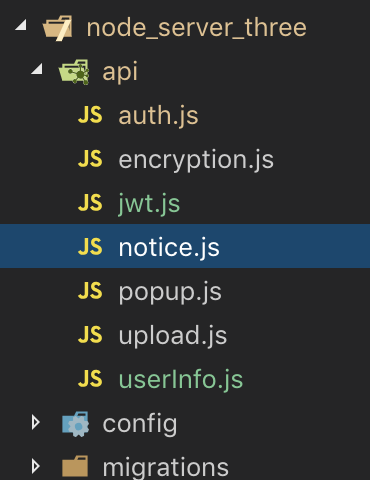 node_server_three
api
JS auth.js
JS encryption.js
JS jwt.js
JS notice.js
JS popup.js
JS upload.js
JS userInfo.js
config
migrations